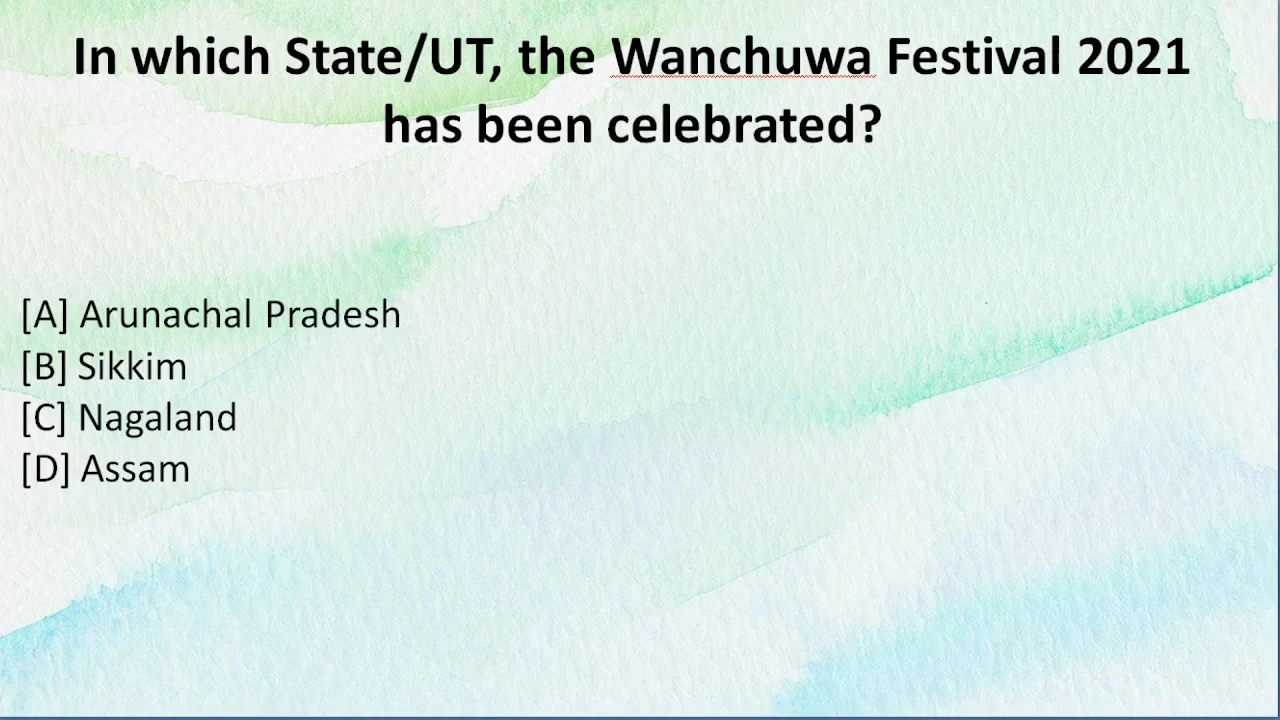 In which State/UT, the Wanchuwa Festival 2021
has been celebrated?
[A] Arunachal Pradesh
[B] Sikkim
[C] Nagaland
[D] Assam